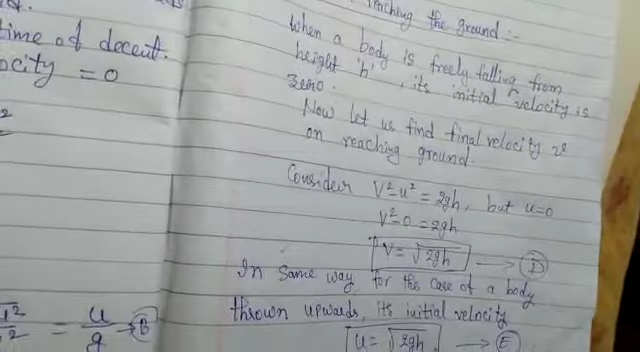 time of decent.
ocity = 0
2
u²
= u/g → B
reaching the ground :-
When a body is freely falling from
height 'h', its initial velocity is
zero.
Now let us find final velocity v
on reaching ground.
Consider V²-u² = 2gh, but u=0
V²-0 = 2gh
V = √2gh → D
In same way for the case of a body
thrown upwards, its initial velocity
u = √2gh → E